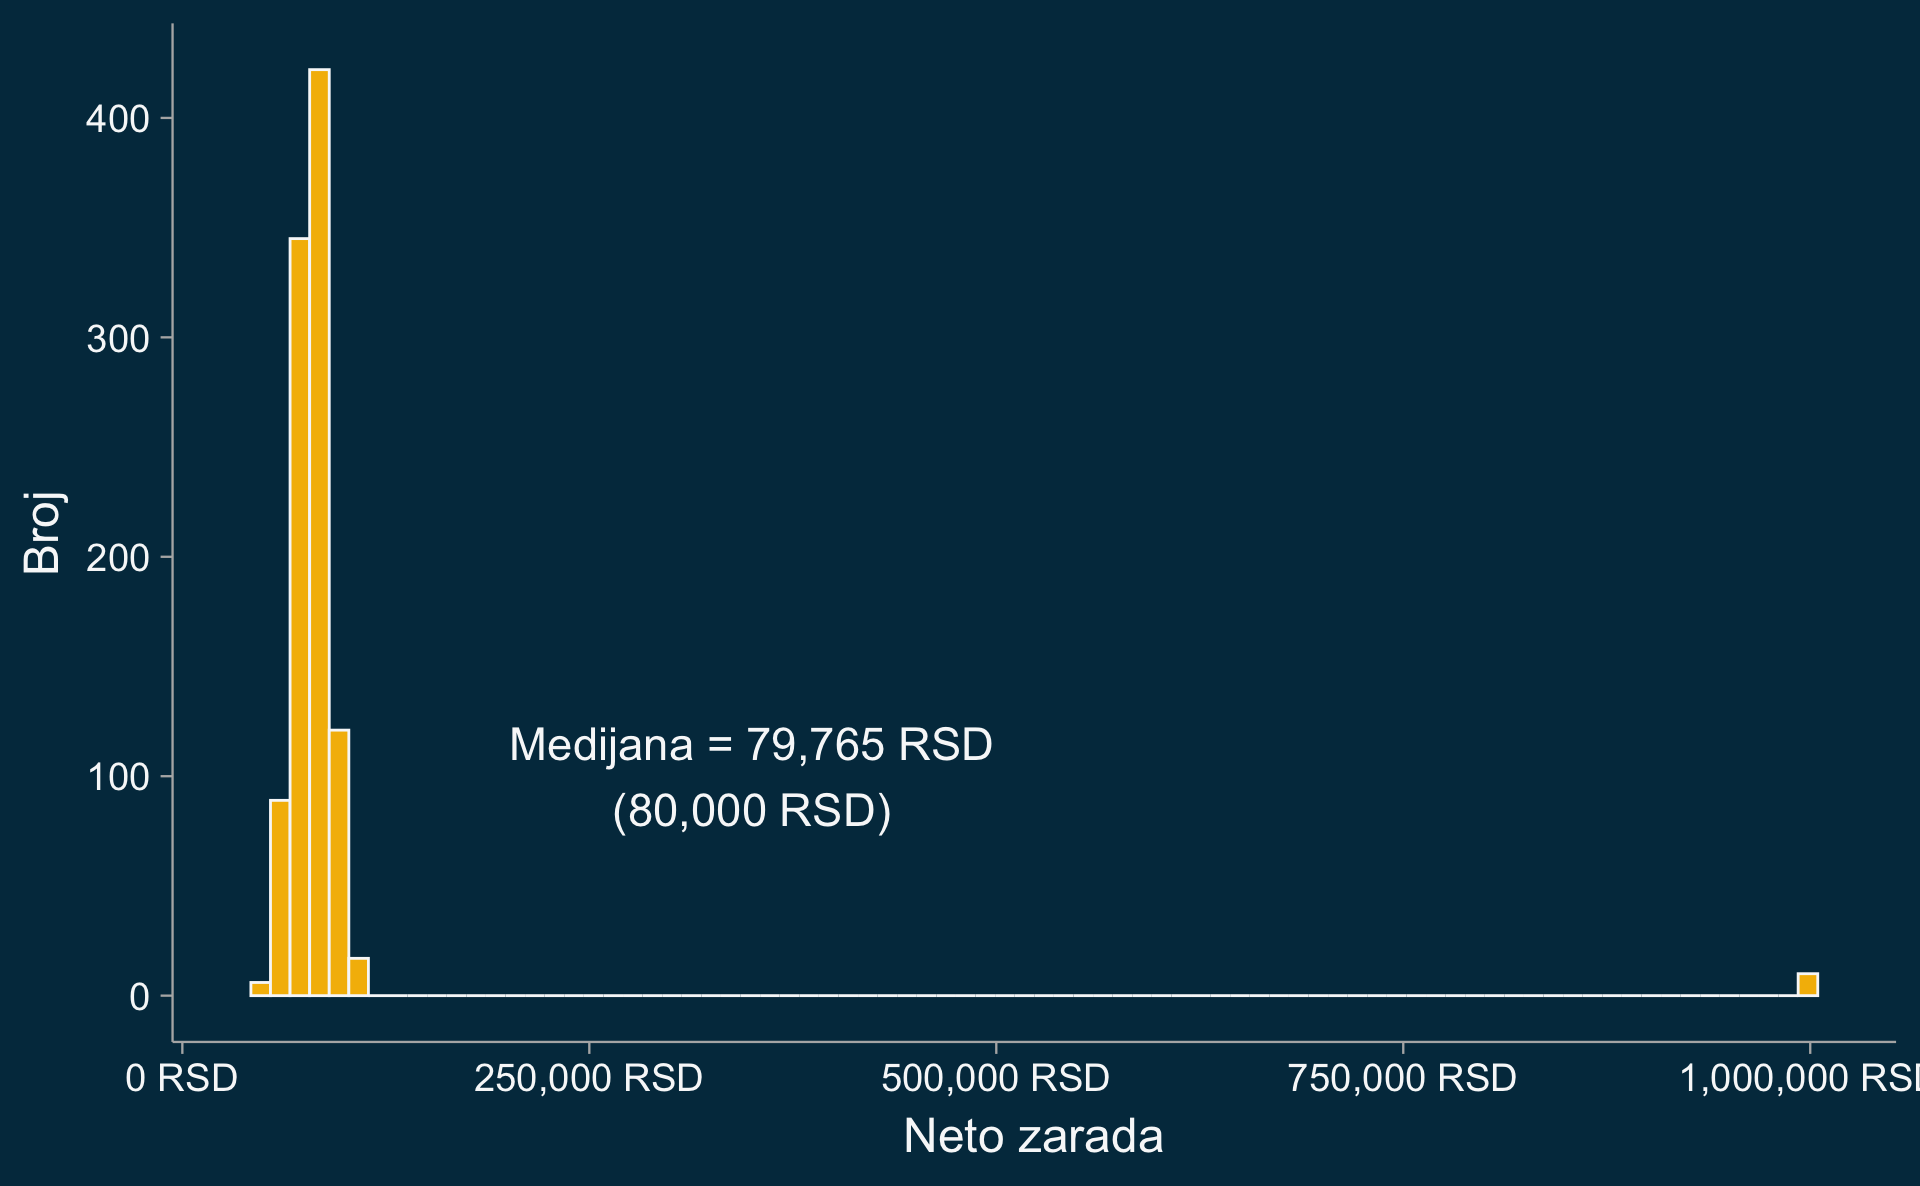 400
300
200
100
0
Broj
Medijana = 79,765 RSD
(80,000 RSD)
0 RSD
250,000 RSD
500,000 RSD
750,000 RSD
1,000,000 RSD
Neto zarada